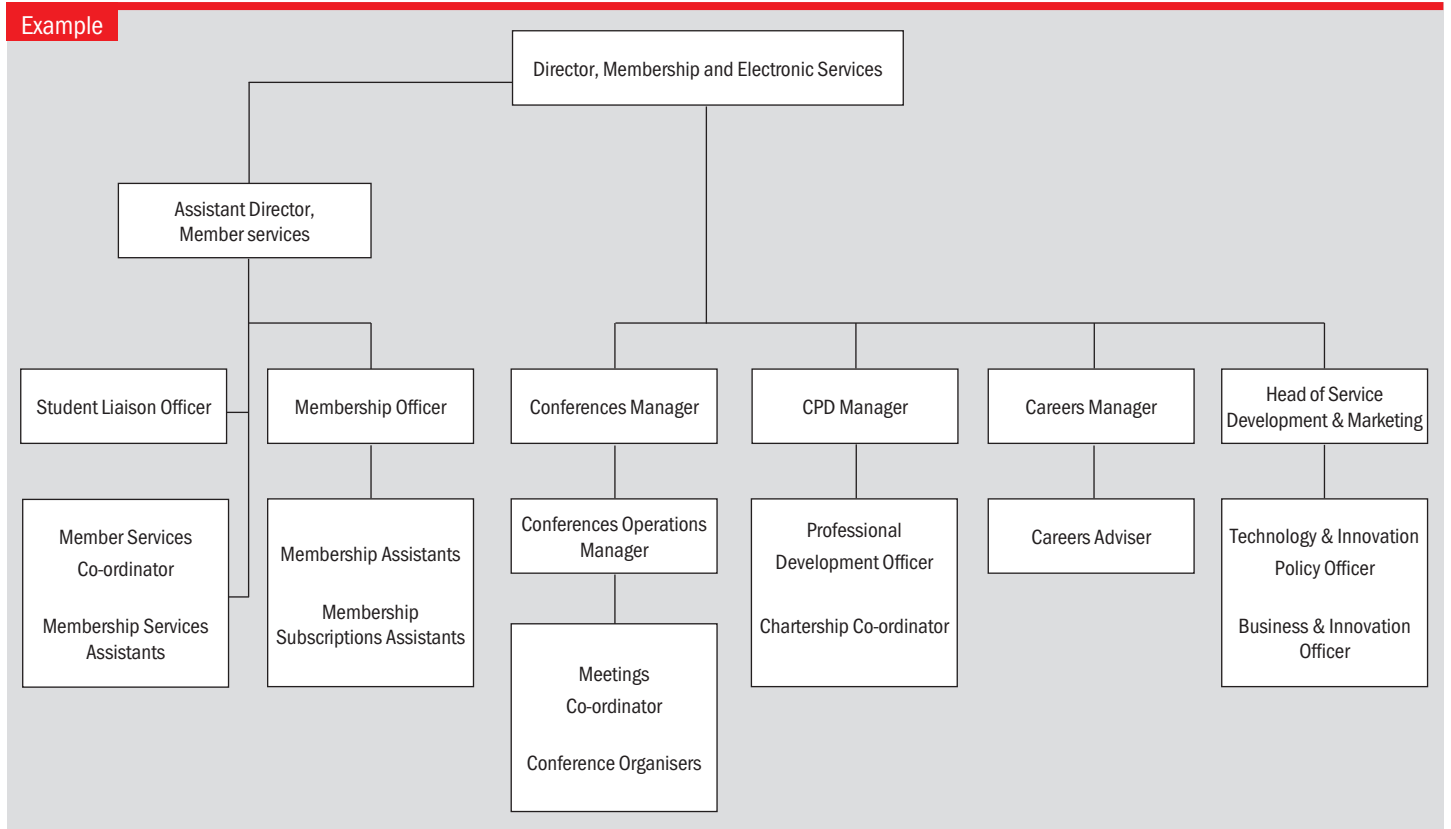 Example
Director, Membership and Electronic Services
Assistant Director,
Member services
Student Liaison Officer
Membership Officer
Conferences Manager
CPD Manager
Careers Manager
Head of Service
Development & Marketing
Member Services
Co-ordinator
Membership Services
Assistants
Membership Assistants
Membership
Subscriptions Assistants
Conferences Operations
Manager
Professional
Development Officer
Chartership Co-ordinator
Careers Adviser
Technology & Innovation
Policy Officer
Business & Innovation
Officer
Meetings
Co-ordinator
Conference Organisers